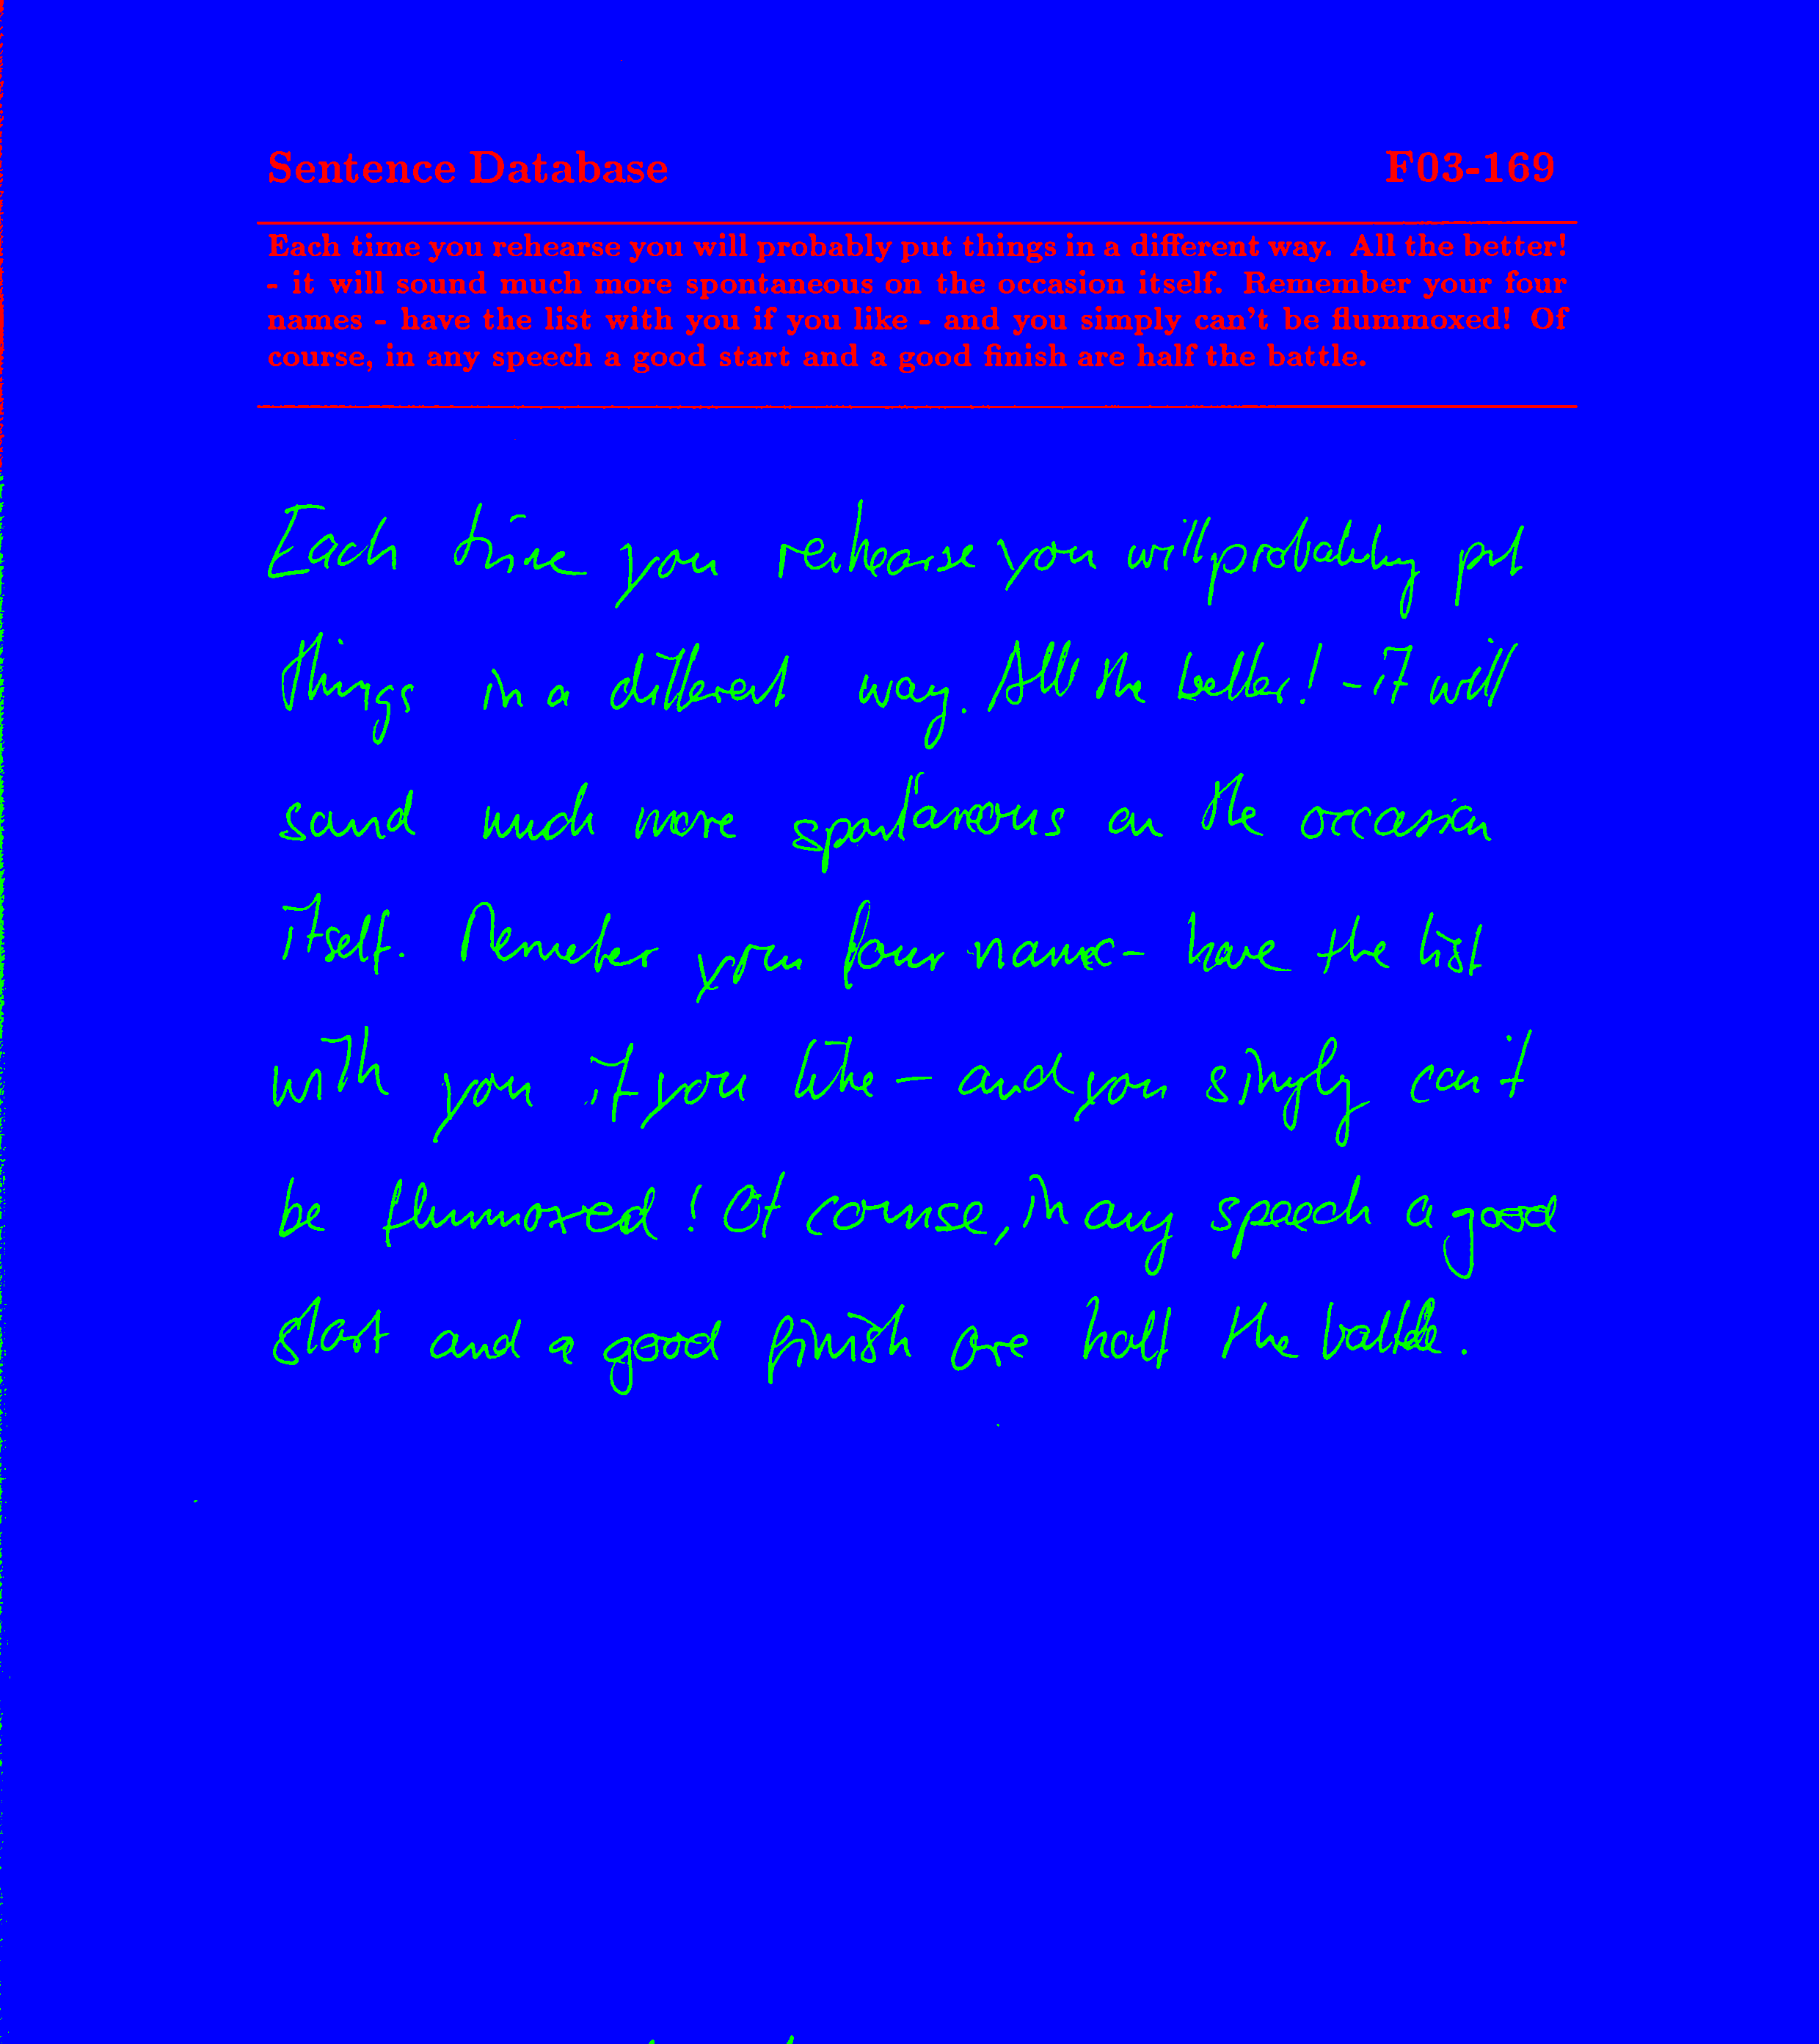 Sentence Database F03-169
Each time you rehearse you will probably put things in a different way. All the better!
- it will sound much more spontaneous on the occasion itself. Remember your four
names - have the list with you if you like - and you simply can't be flummoxed! Of
course, in any speech a good start and a good finish are half the battle.
Each time you rehearse you will probably put
things in a different way. All the better! - it will
sound much more spontaneous on the occasion
itself. Remember your four name - have the list
with you if you like - and you simply can't
be flummoxed! Of course, in any speech a good
start and a good finish are half the battle.